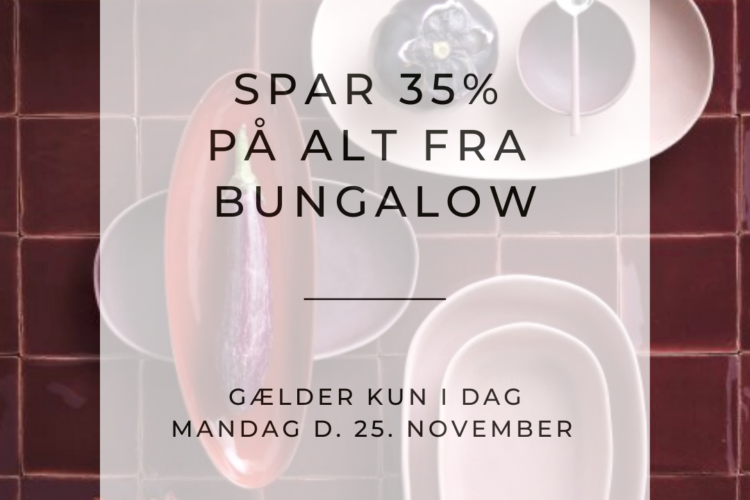 SPAR 35%
PÅ ALT FRA
BUNGALOW
GÆLDER KUN I DAG
MANDAG D. 25. NOVEMBER